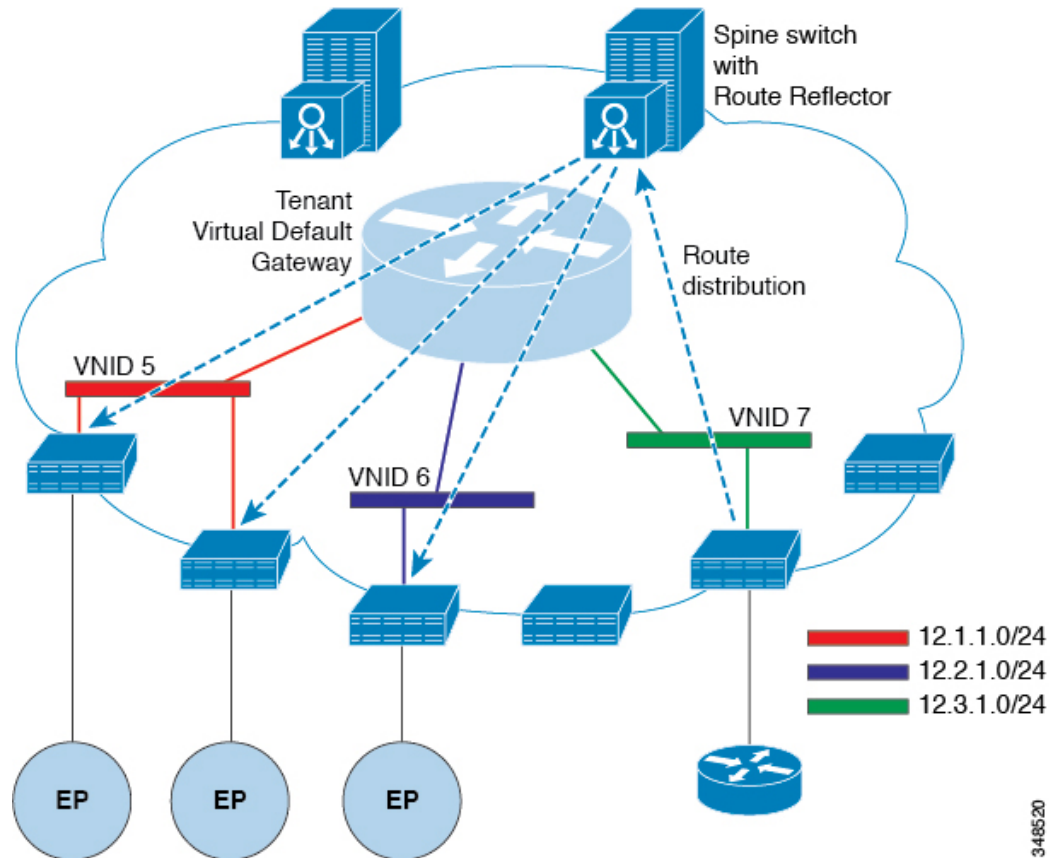 Spine switch
with
Route Reflector
Tenant
Virtual Default
Gateway
Route
distribution
VNID 5
VNID 7
VNID 6
12.1.1.0/24
12.2.1.0/24
12.3.1.0/24
EP
EP
EP
348520